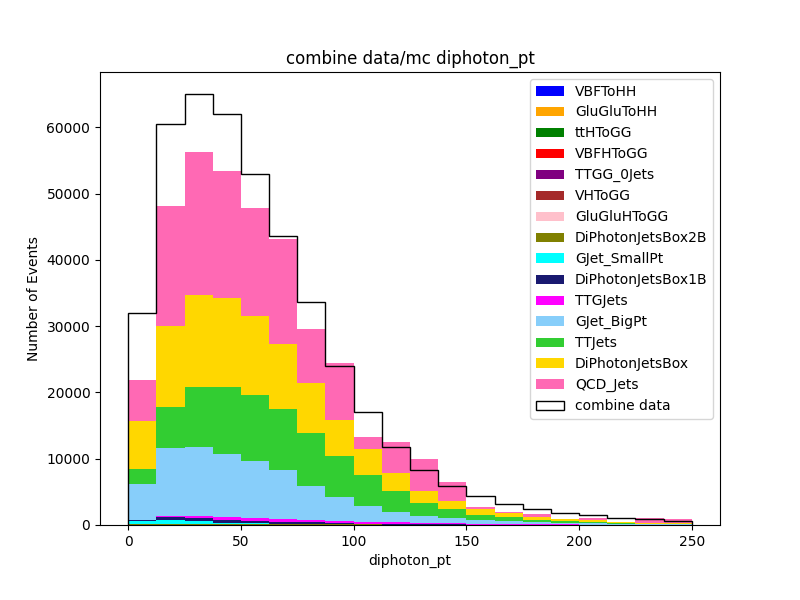 combine data/mc diphoton_pt
VBFToHH
GluGluToHH
ttHToGG
VBFHToGG
TTGG_0Jets
VHToGG
GluGluHToGG
DiPhotonJetsBox2B
GJet_SmallPt
DiPhotonJetsBox1B
TTGJets
GJet_BigPt
TTJets
DiPhotonJetsBox
QCD_Jets
combine data
Number of Events
60000
50000
40000
30000
20000
10000
0
0 50 100 150 200 250
diphoton_pt